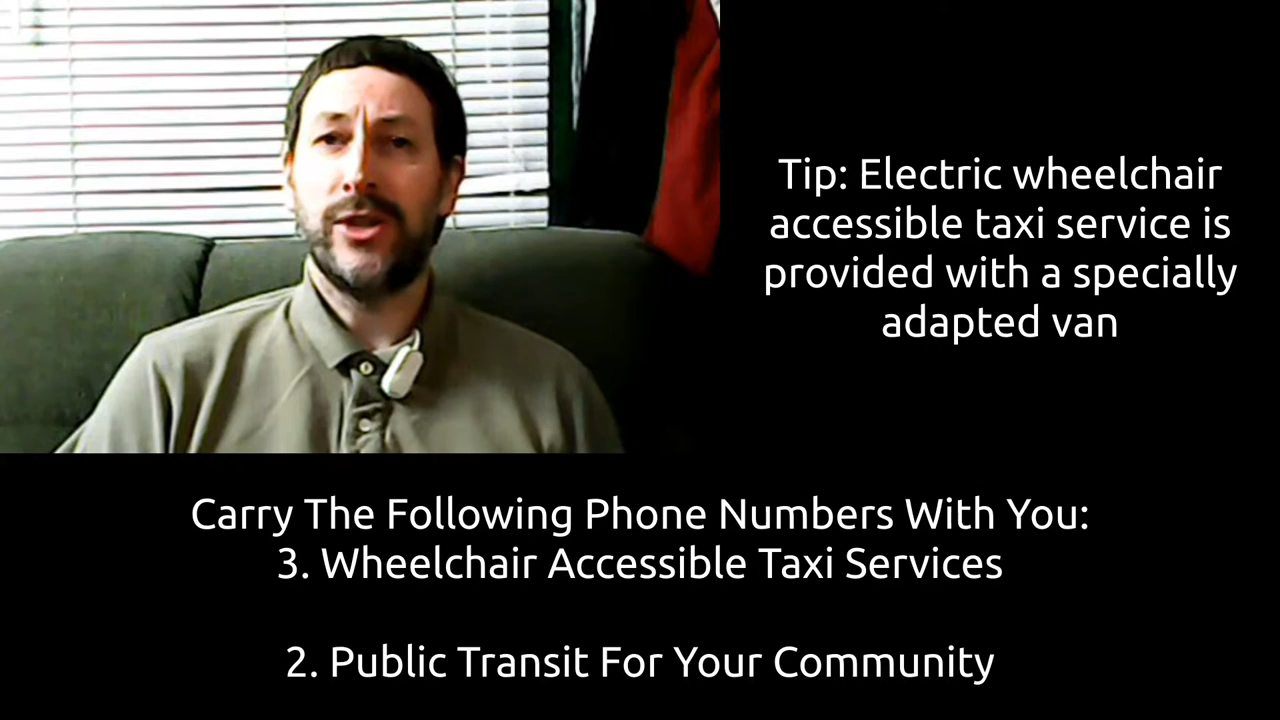 Tip: Electric wheelchair
accessible taxi service is
provided with a specially
adapted van
Carry The Following Phone Numbers With You:
3. Wheelchair Accessible Taxi Services
2. Public Transit For Your Community